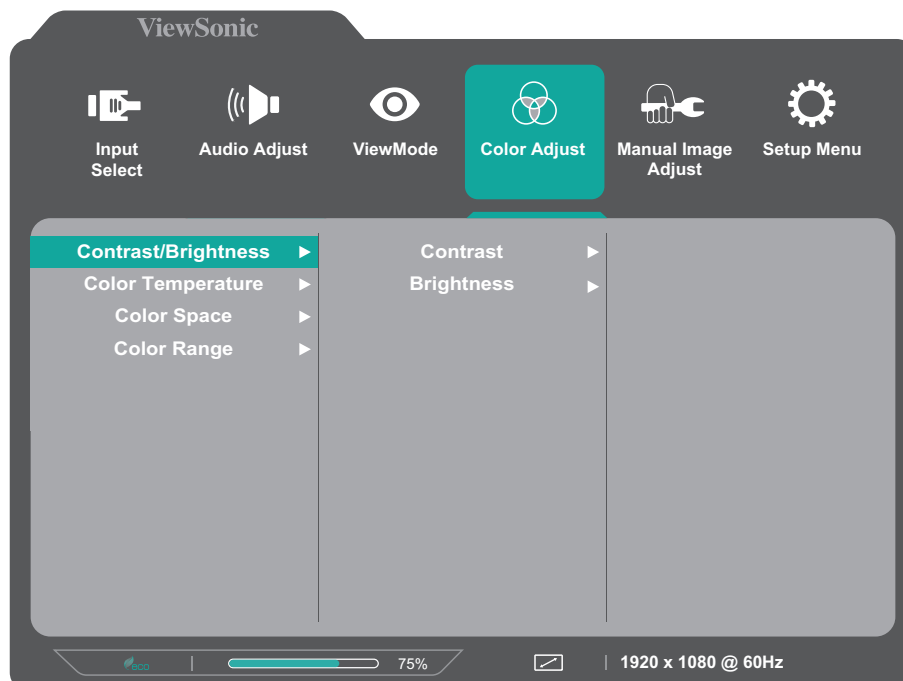 ViewSonic
Input
Select
Audio Adjust
ViewMode
Color Adjust
Manual Image
Adjust
Setup Menu
Contrast/Brightness
Color Temperature
Color Space
Color Range
Contrast
Brightness
eco
75%
1920 x 1080 @ 60Hz